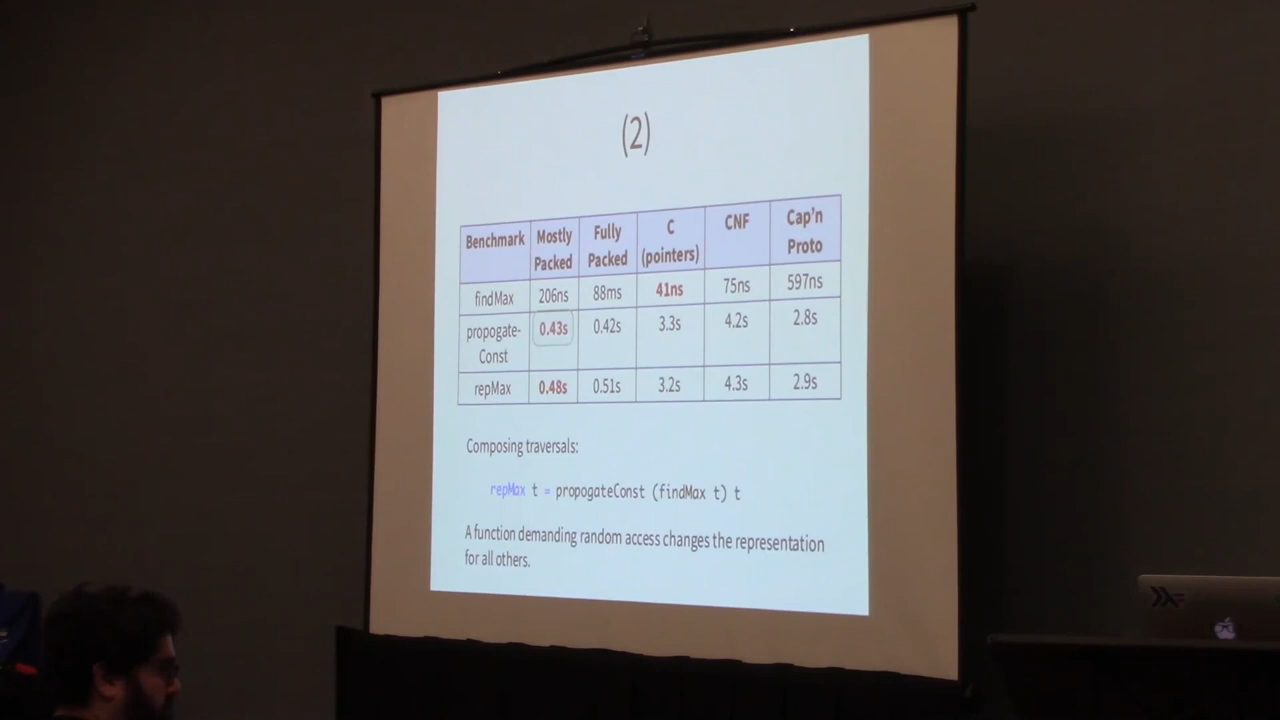 (2)
Benchmark Mostly Packed Fully Packed C (pointers) CNF Cap'n Proto
findMax 206ns 88ms 41ns 75ns 597ns
propogate-Const 0.43s 0.42s 3.3s 4.2s 2.8s
repMax 0.48s 0.51s 3.2s 4.3s 2.9s
Composing traversals:
repMax t = propogateConst (findMax t) t
A function demanding random access changes the representation
for all others.